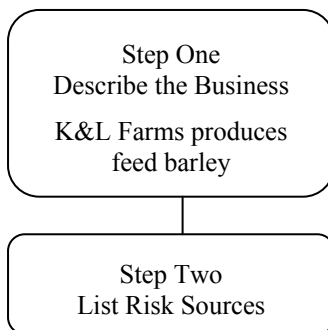 Step One
Describe the Business
K&L Farms produces
feed barley
Step Two
List Risk Sources